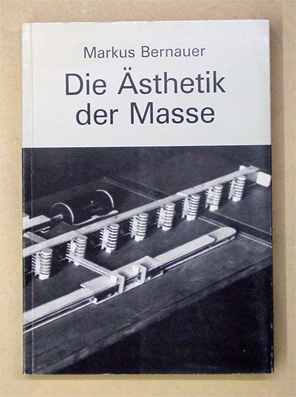 Markus Bernauer
Die Ästhetik
der Masse